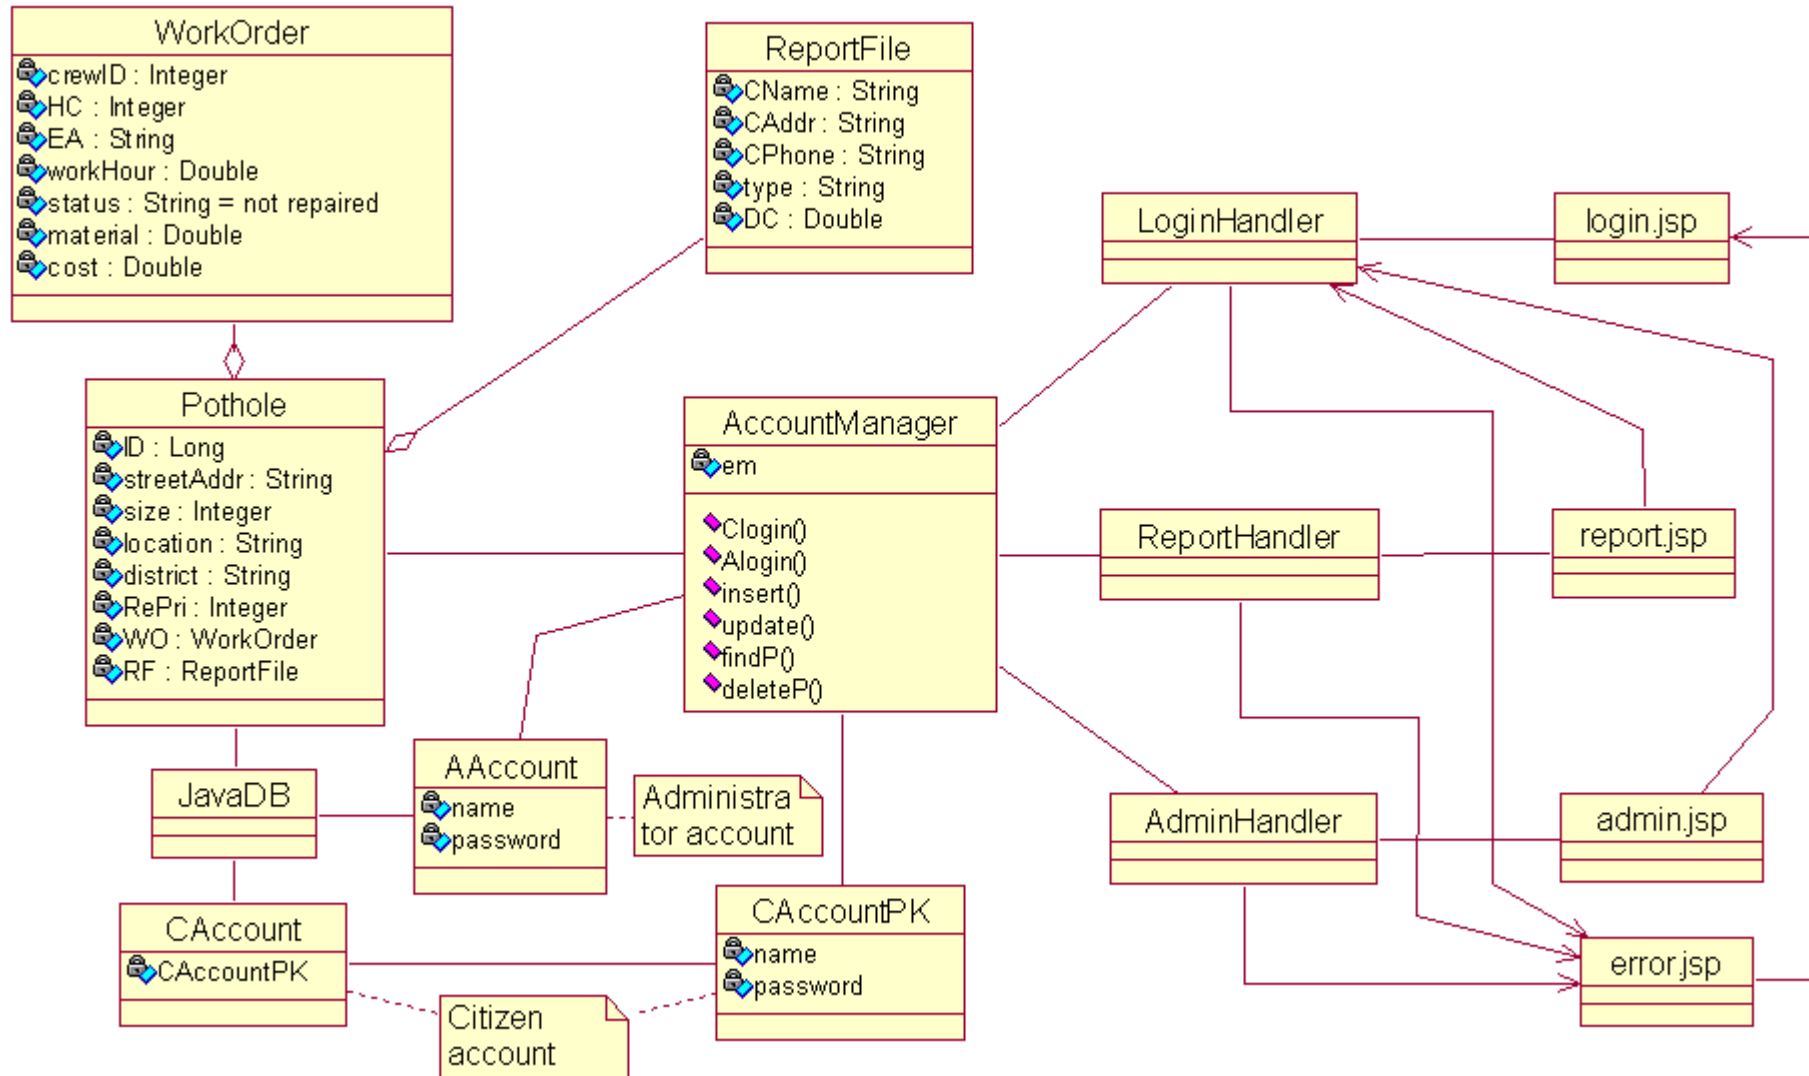 WorkOrder
crewID : Integer
HC : Integer
EA : String
workHour : Double
status : String = not repaired
material : Double
cost : Double
ReportFile
CName : String
CAddr : String
CPhone : String
type : String
DC : Double
LoginHandler
login.jsp
Pothole
ID : Long
streetAddr : String
size : Integer
location : String
district : String
RePri : Integer
WO : WorkOrder
RF : ReportFile
AccountManager
em
Clogin()
Alogin()
insert()
update()
findP()
deleteP()
ReportHandler
report.jsp
JavaDB
AAccount
name
password
Administra
tor account
AdminHandler
admin.jsp
CAccount
CAccountPK
CAccountPK
name
password
Citizen
account
error.jsp